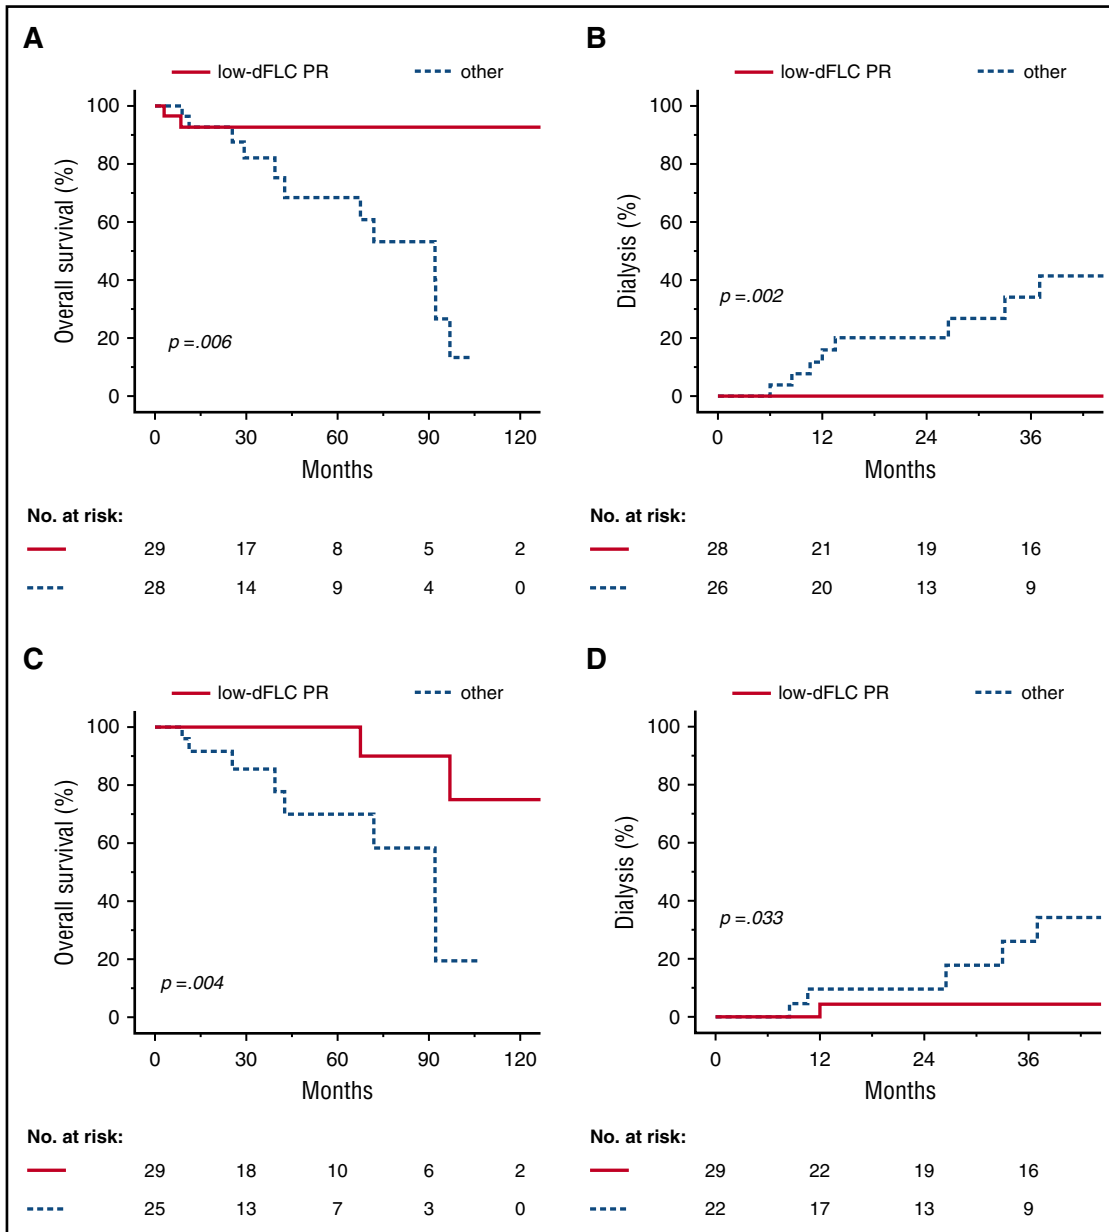 A
low-dFLC PR other
Overall survival (%)
100
80
60
40
20
0
p =.006
0 30 60 90 120
Months
No. at risk:
29 17 8 5 2
28 14 9 4 0
B
low-dFLC PR other
Dialysis (%)
100
80
60
40
20
0
p =.002
0 12 24 36
Months
No. at risk:
28 21 19 16
26 20 13 9
C
low-dFLC PR other
Overall survival (%)
100
80
60
40
20
0
p =.004
0 30 60 90 120
Months
No. at risk:
29 18 10 6 2
25 13 7 3 0
D
low-dFLC PR other
Dialysis (%)
100
80
60
40
20
0
p =.033
0 12 24 36
Months
No. at risk:
29 22 19 16
22 17 13 9